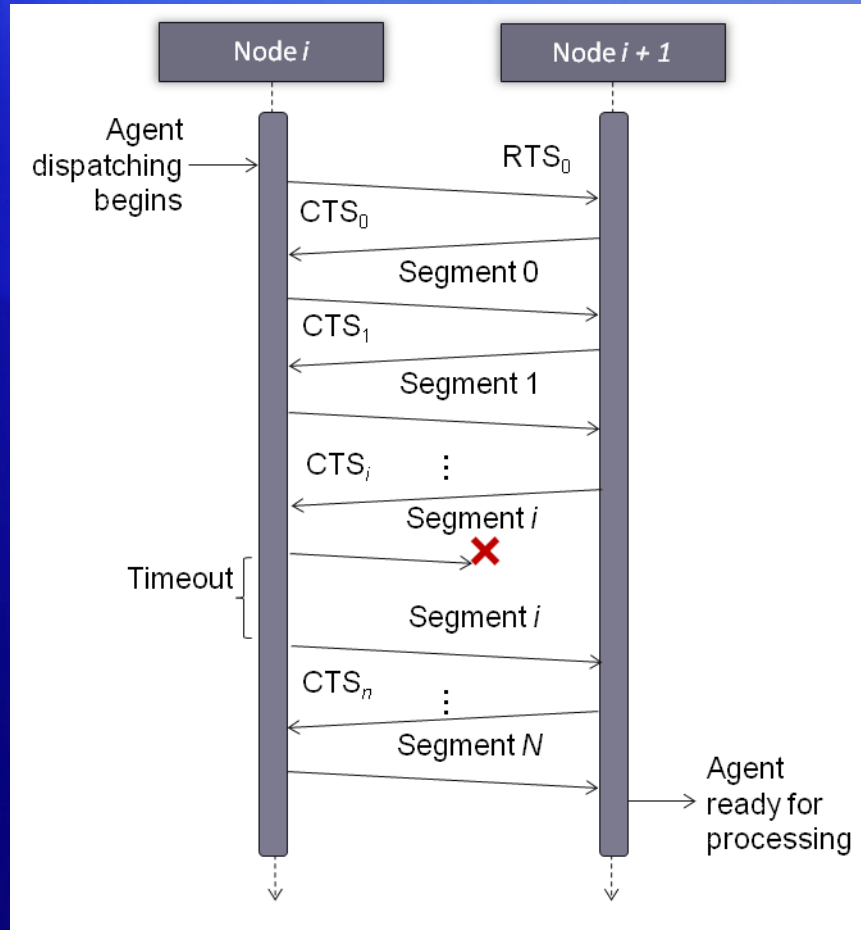 Node i
Node i + 1
Agent
dispatching
begins
RTS₀
CTS₀
Segment 0
CTS₁
Segment 1
CTSᵢ
⋮
Segment i
Timeout
Segment i
CTSₙ
⋮
Segment N
Agent
ready for
processing